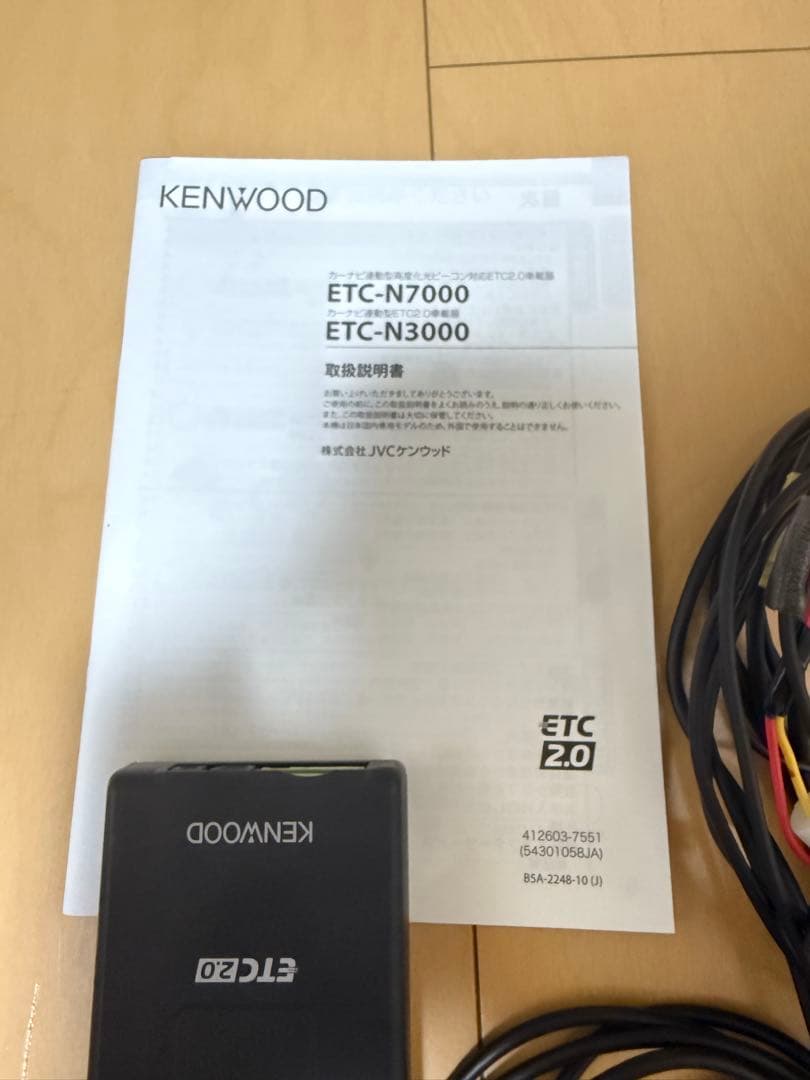 KENWOOD
カーナビ連動型高度化光ビーコン対応ETC2.0車載器
ETC-N7000
カーナビ連動型ETC2.0車載器
ETC-N3000
取扱説明書
お買い上げいただきましてありがとうございます。
ご使用の前に、この取扱説明書をよくお読みのうえ、説明の通り正しくお使いください。
また、この取扱説明書は大切に保管してください。
本機は日本国内専用モデルのため、外国で使用することはできません。
株式会社JVCケンウッド
ETC
2.0
412603-7551
(54301058JA)
B5A-2248-10 (J)
KENWOOD
ETC 2.0